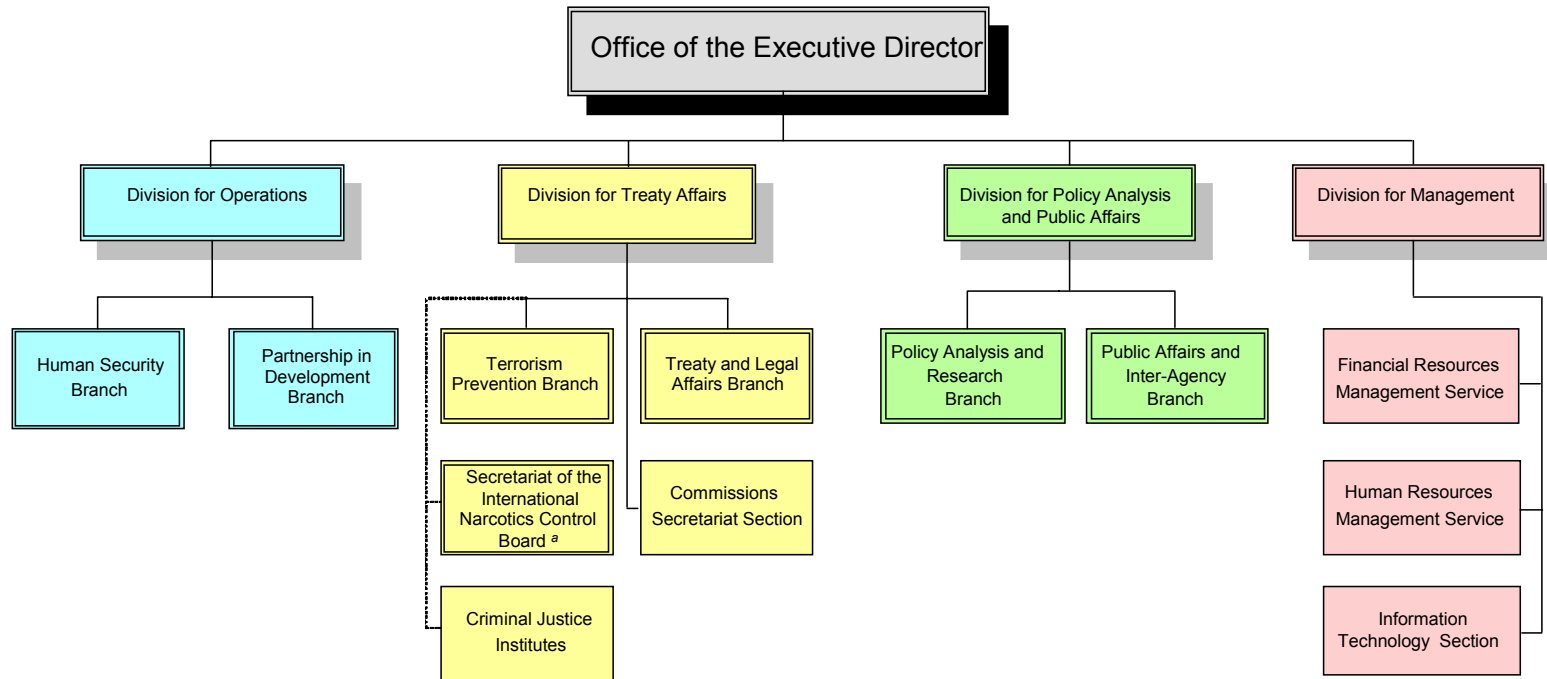 Office of the Executive Director
Division for Operations
Division for Treaty Affairs
Division for Policy Analysis
and Public Affairs
Division for Management
Human Security
Branch
Partnership in
Development
Branch
Terrorism
Prevention Branch
Treaty and Legal
Affairs Branch
Policy Analysis and
Research
Branch
Public Affairs and
Inter-Agency
Branch
Financial Resources
Management Service
Secretariat of the
International
Narcotics Control
Board a
Commissions
Secretariat Section
Human Resources
Management Service
Criminal Justice
Institutes
Information
Technology Section